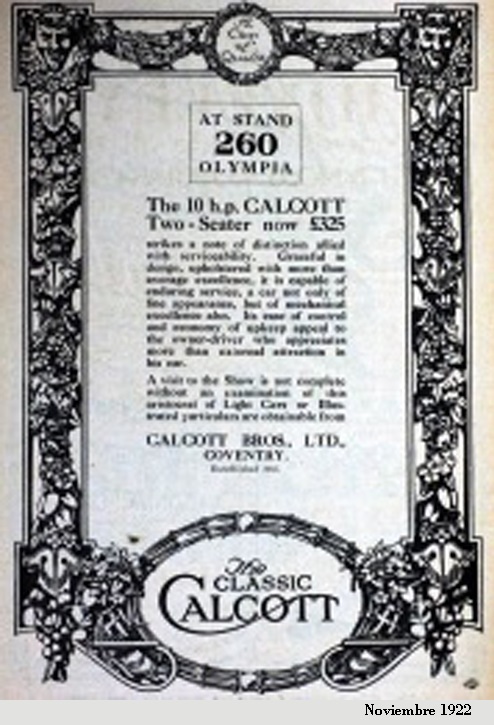 The
Class
of
Quality
AT STAND
260
OLYMPIA
The 10 h.p. CALCOTT
Two-Seater now £325
strikes a note of distinction allied
with serviceability. Graceful in
design, upholstered with more than
average excellence, it is capable of
enduring service, a car not only of
fine appearance, but of mechanical
excellence also. Its ease of control
and economy of upkeep appeal to
the owner-driver who appreciates
more than external attraction in
his car.
A visit to the Show is not complete
without an examination of this
aristocrat of Light Cars or Illus-
trated particulars are obtainable from
CALCOTT BROS., LTD.,
COVENTRY.
Established
The
CLASSIC
CALCOTT
Noviembre 1922